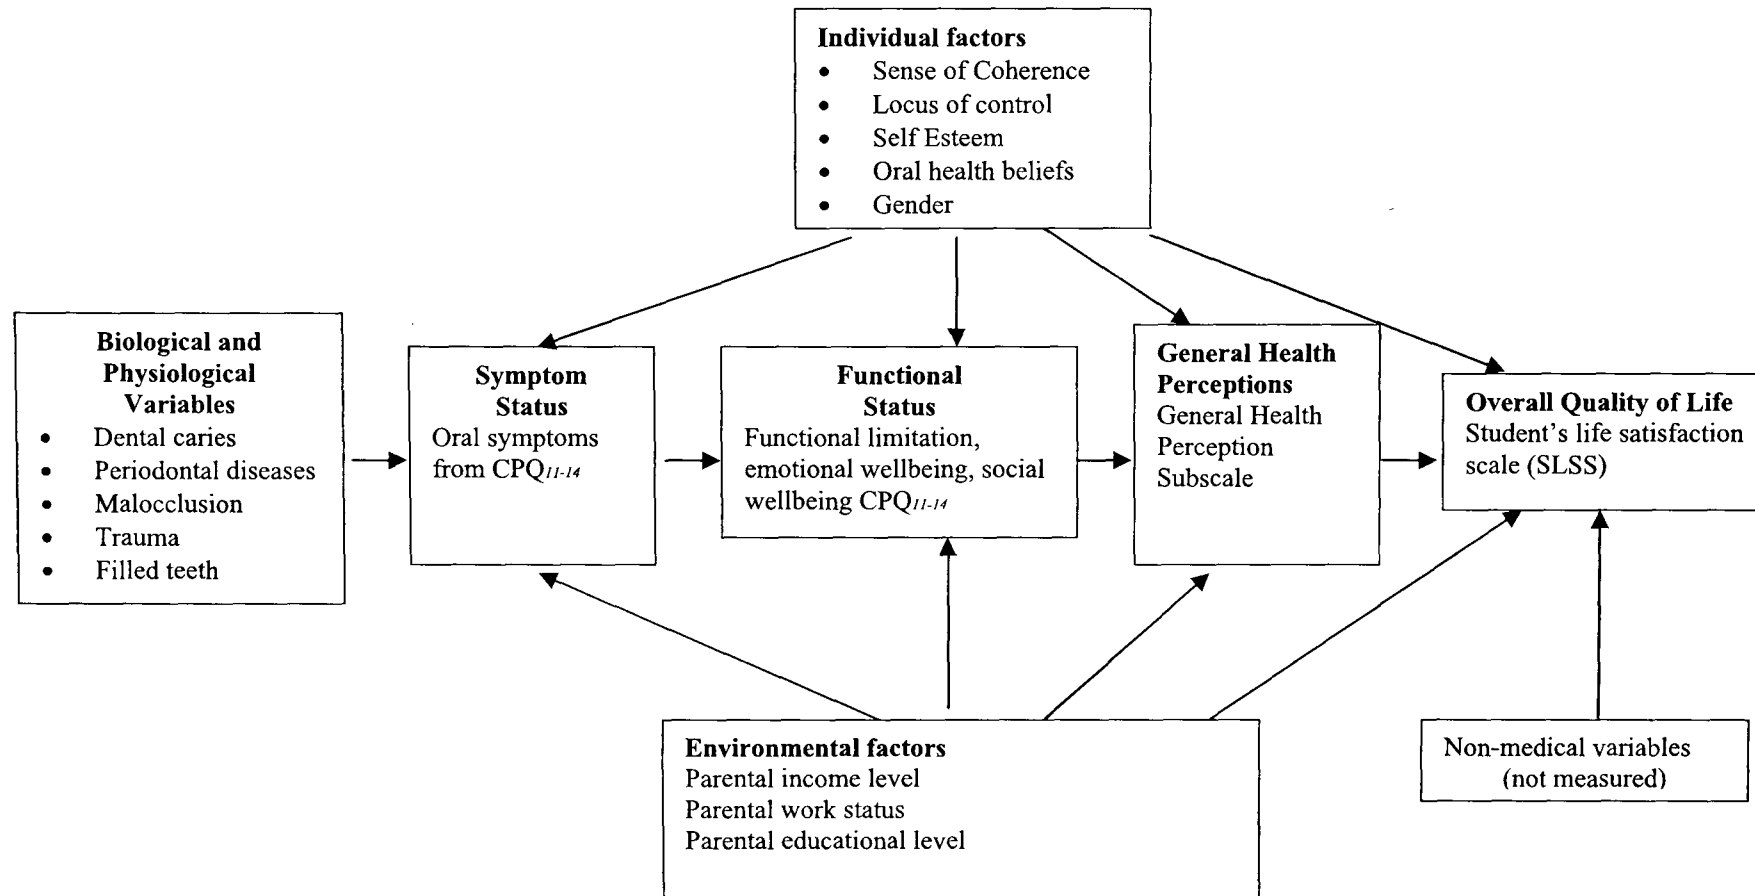 Individual factors
• Sense of Coherence
• Locus of control
• Self Esteem
• Oral health beliefs
• Gender
Biological and
Physiological
Variables
• Dental caries
• Periodontal diseases
• Malocclusion
• Trauma
• Filled teeth
Symptom
Status
Oral symptoms
from CPQ11-14
Functional
Status
Functional limitation,
emotional wellbeing, social
wellbeing CPQ11-14
General Health
Perceptions
General Health
Perception
Subscale
Overall Quality of Life
Student's life satisfaction
scale (SLSS)
Environmental factors
Parental income level
Parental work status
Parental educational level
Non-medical variables
(not measured)